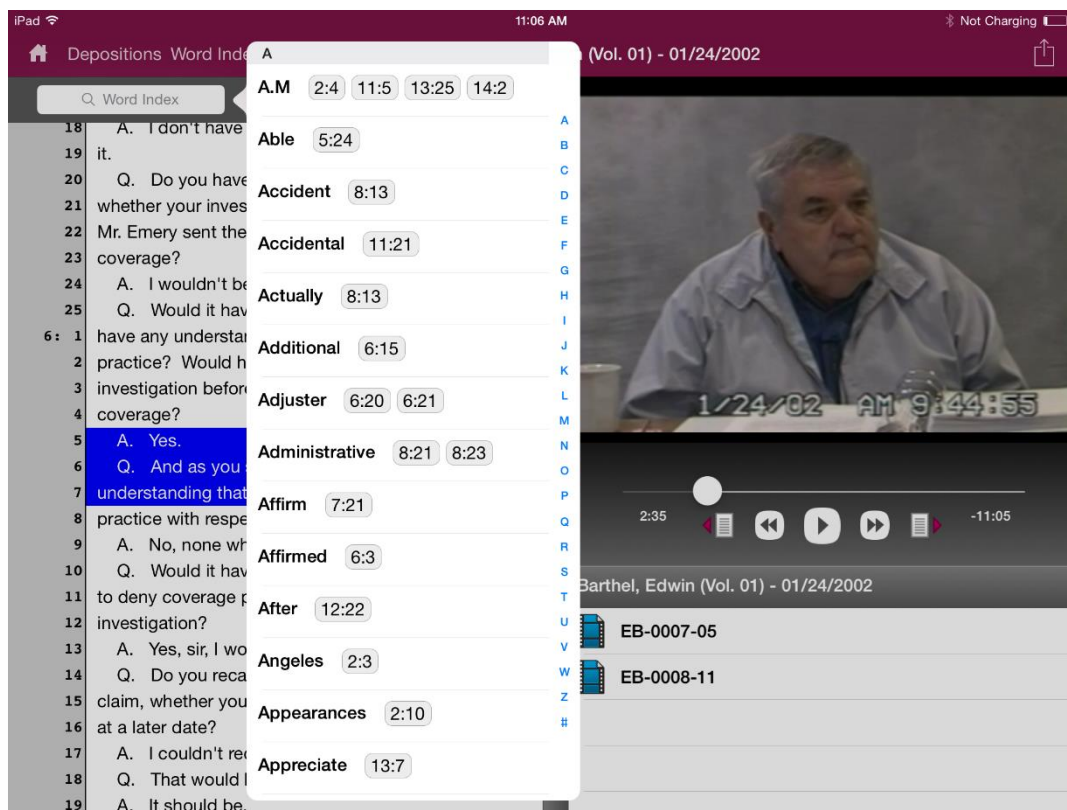 iPad
11:06 AM
Not Charging
Depositions Word Inde
(Vol. 01) - 01/24/2002
Word Index
18 A. I don't have
19 it.
20 Q. Do you have
21 whether your inves
22 Mr. Emery sent the
23 coverage?
24 A. I wouldn't be
25 Q. Would it hav
6: 1 have any understan
2 practice? Would h
3 investigation before
4 coverage?
5 A. Yes.
6 Q. And as you
7 understanding that
8 practice with respe
9 A. No, none wh
10 Q. Would it hav
11 to deny coverage p
12 investigation?
13 A. Yes, sir, I wo
14 Q. Do you reca
15 claim, whether you
16 at a later date?
17 A. I couldn't re
18 Q. That would
19 A. It should be.
A
A.M 2:4 11:5 13:25 14:2
Able 5:24
Accident 8:13
Accidental 11:21
Actually 8:13
Additional 6:15
Adjuster 6:20 6:21
Administrative 8:21 8:23
Affirm 7:21
Affirmed 6:3
After 12:22
Angeles 2:3
Appearances 2:10
Appreciate 13:7
A
B
C
D
E
F
G
H
I
J
K
L
M
N
O
P
Q
R
S
T
U
V
W
Z
#
1/24/02 AM 9:44:55
2:35
-11:05
Barthel, Edwin (Vol. 01) - 01/24/2002
EB-0007-05
EB-0008-11